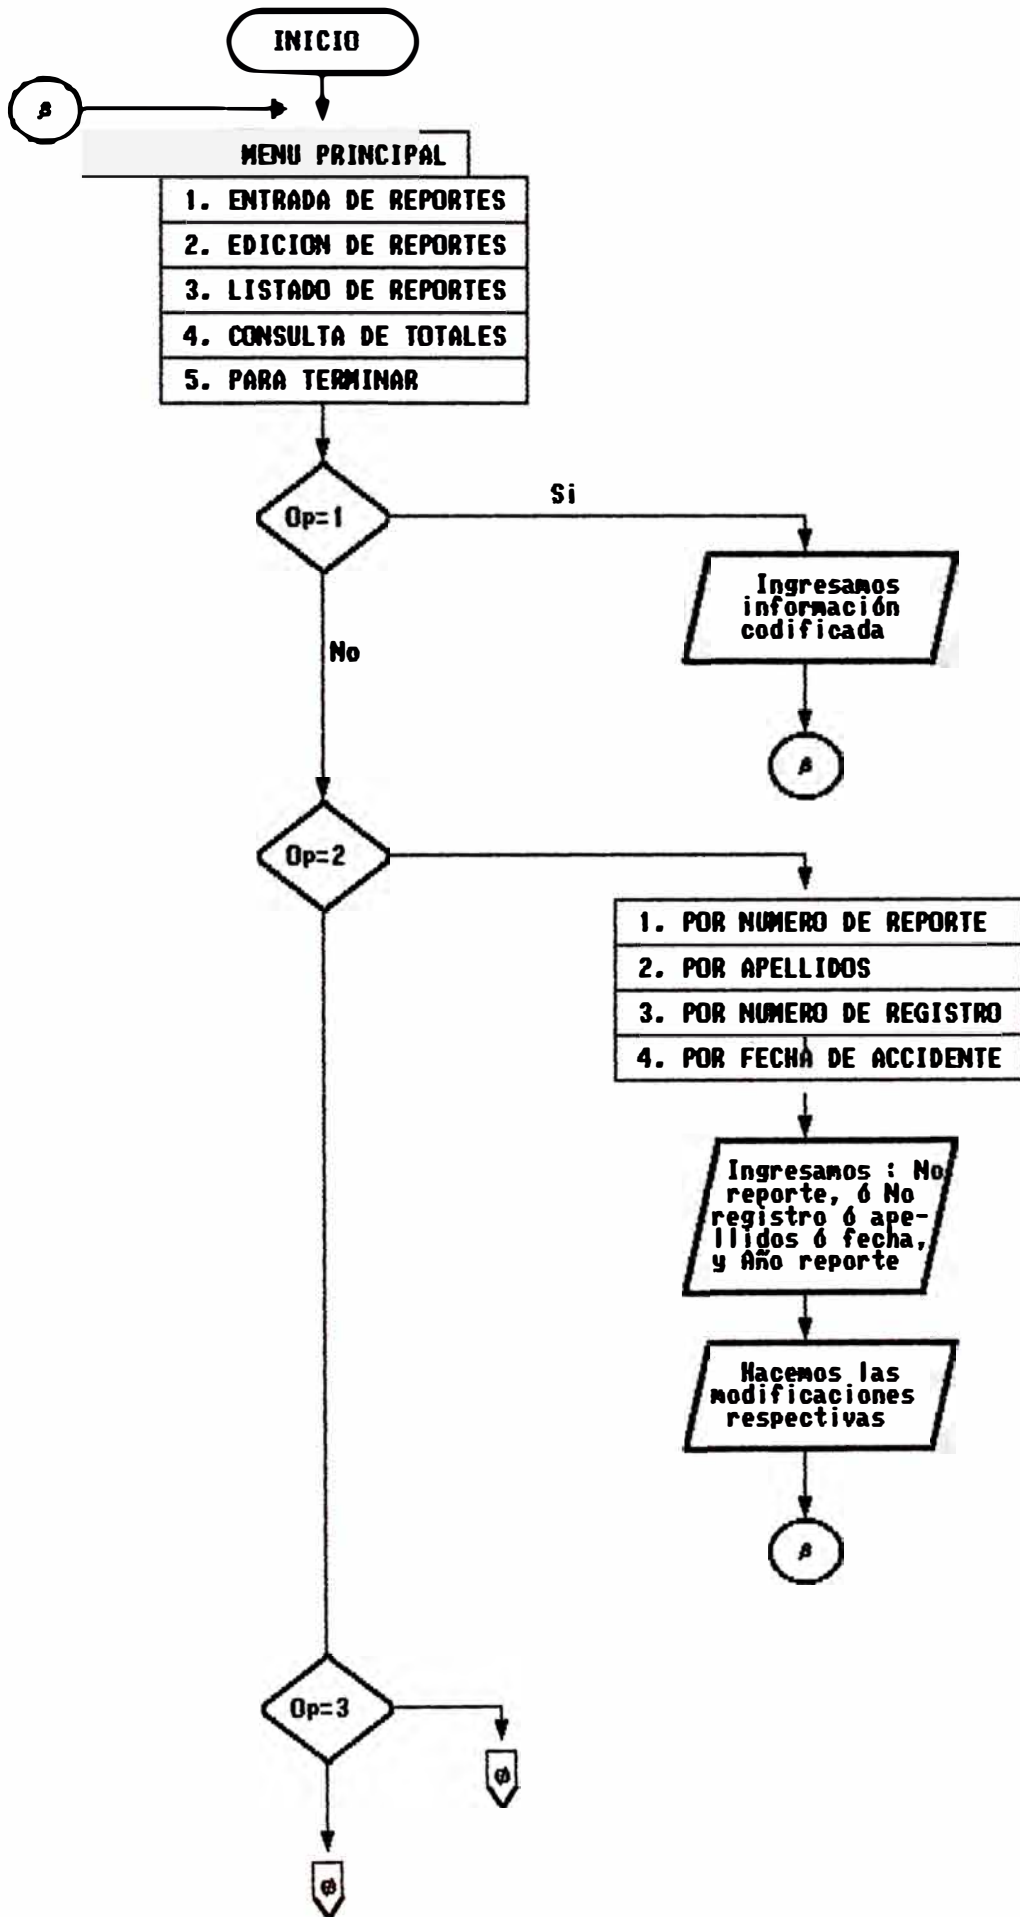 INICIO
β
MENU PRINCIPAL
1. ENTRADA DE REPORTES
2. EDICION DE REPORTES
3. LISTADO DE REPORTES
4. CONSULTA DE TOTALES
5. PARA TERMINAR
Op=1
Si
Ingresamos
información
codificada
No
β
Op=2
1. POR NUMERO DE REPORTE
2. POR APELLIDOS
3. POR NUMERO DE REGISTRO
4. POR FECHA DE ACCIDENTE
Ingresamos : No
reporte, ó No
registro ó ape-
llidos ó fecha,
y Año reporte
Hacemos las
modificaciones
respectivas
β
Op=3
Ø
Ø